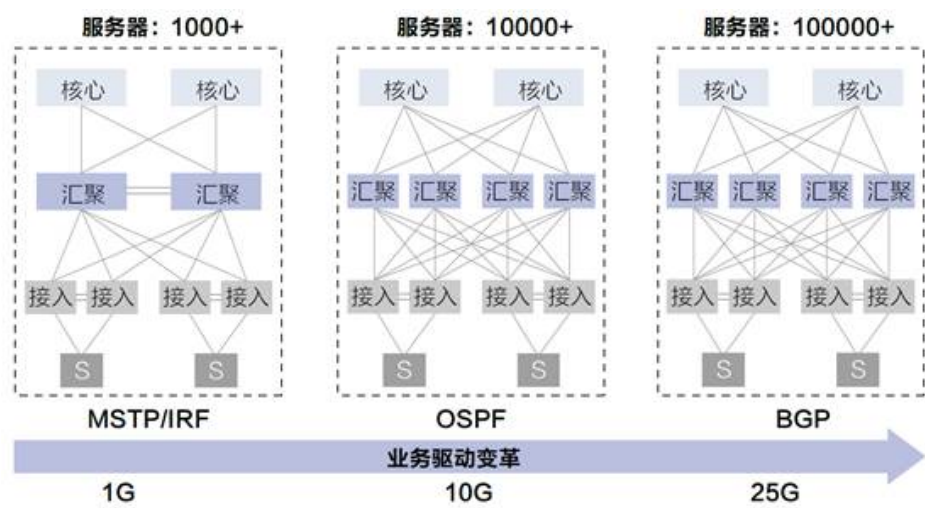 服务器：1000+
服务器：10000+
服务器：100000+
核心 核心
核心 核心
核心 核心
汇聚 汇聚
汇聚 汇聚 汇聚 汇聚
汇聚 汇聚 汇聚 汇聚
接入 接入 接入 接入
接入 接入 接入 接入
接入 接入 接入 接入
S S
S S
S S
MSTP/IRF
OSPF
BGP
业务驱动变革
1G
10G
25G